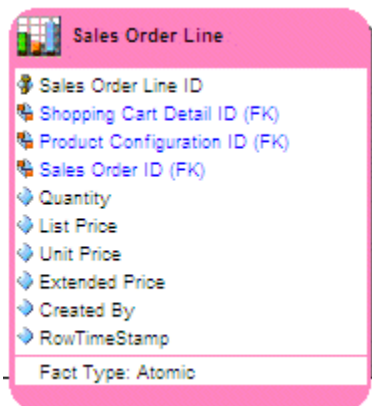 Sales Order Line
Sales Order Line ID
Shopping Cart Detail ID (FK)
Product Configuration ID (FK)
Sales Order ID (FK)
Quantity
List Price
Unit Price
Extended Price
Created By
RowTimeStamp
Fact Type: Atomic